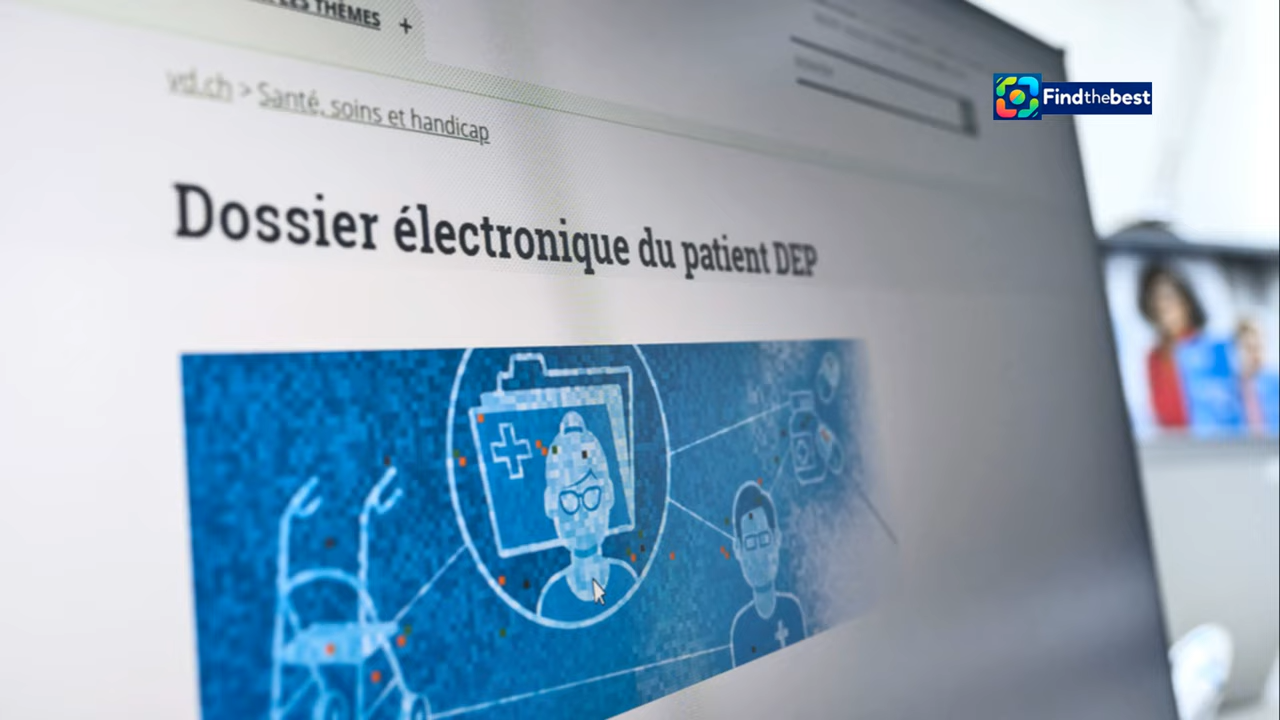 LES THÈMES +
vd.ch > Santé, soins et handicap
Findthebest
Dossier électronique du patient DEP